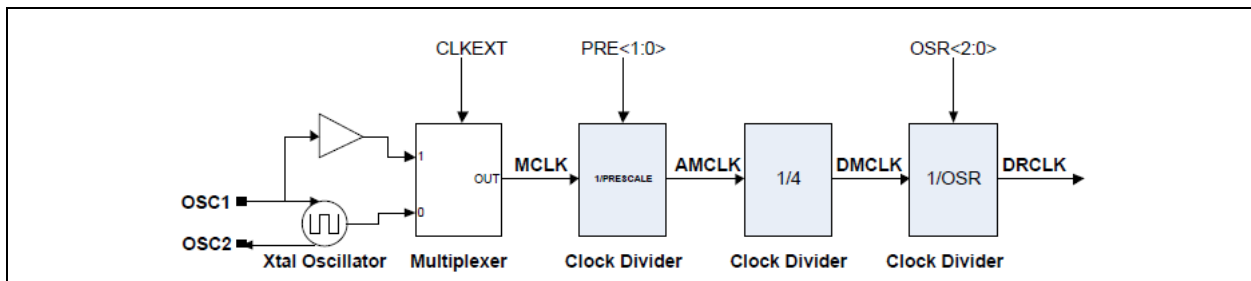 CLKEXT PRE<1:0> OSR<2:0>
1
MCLK AMCLK DMCLK DRCLK
OUT 1/PRESCALE 1/4 1/OSR
OSC1
0
OSC2
Xtal Oscillator Multiplexer Clock Divider Clock Divider Clock Divider